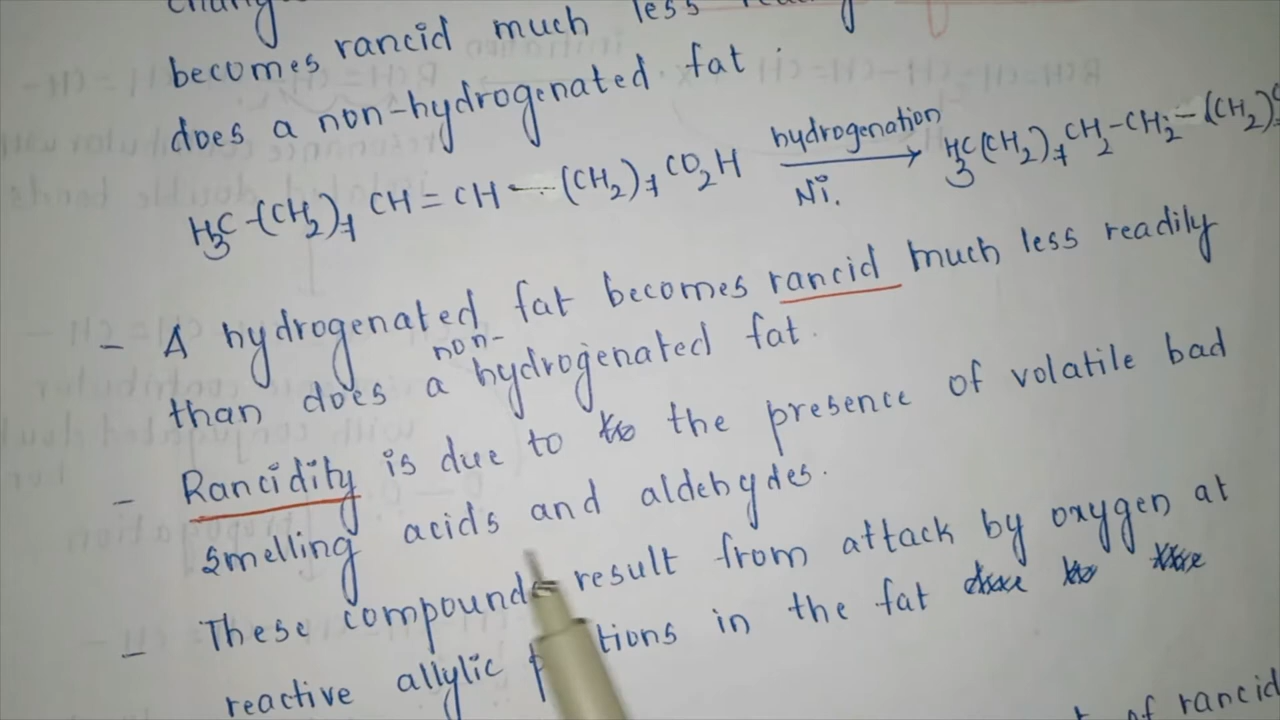 becomes rancid much less
does a non-hydrogenated fat
H₃C-(CH₂)₇ CH=CH-(CH₂)₇ CO₂H hydrogenation Ni. H₃C(CH₂)₇ CH₂-CH₂-(CH₂)
- A hydrogenated fat becomes rancid much less readily
than does a non-hydrogenated fat.
- Rancidity is due to the presence of volatile bad
smelling acids and aldehydes.
- These compounds result from attack by oxygen at
reactive allylic tions in the fat
of rancid